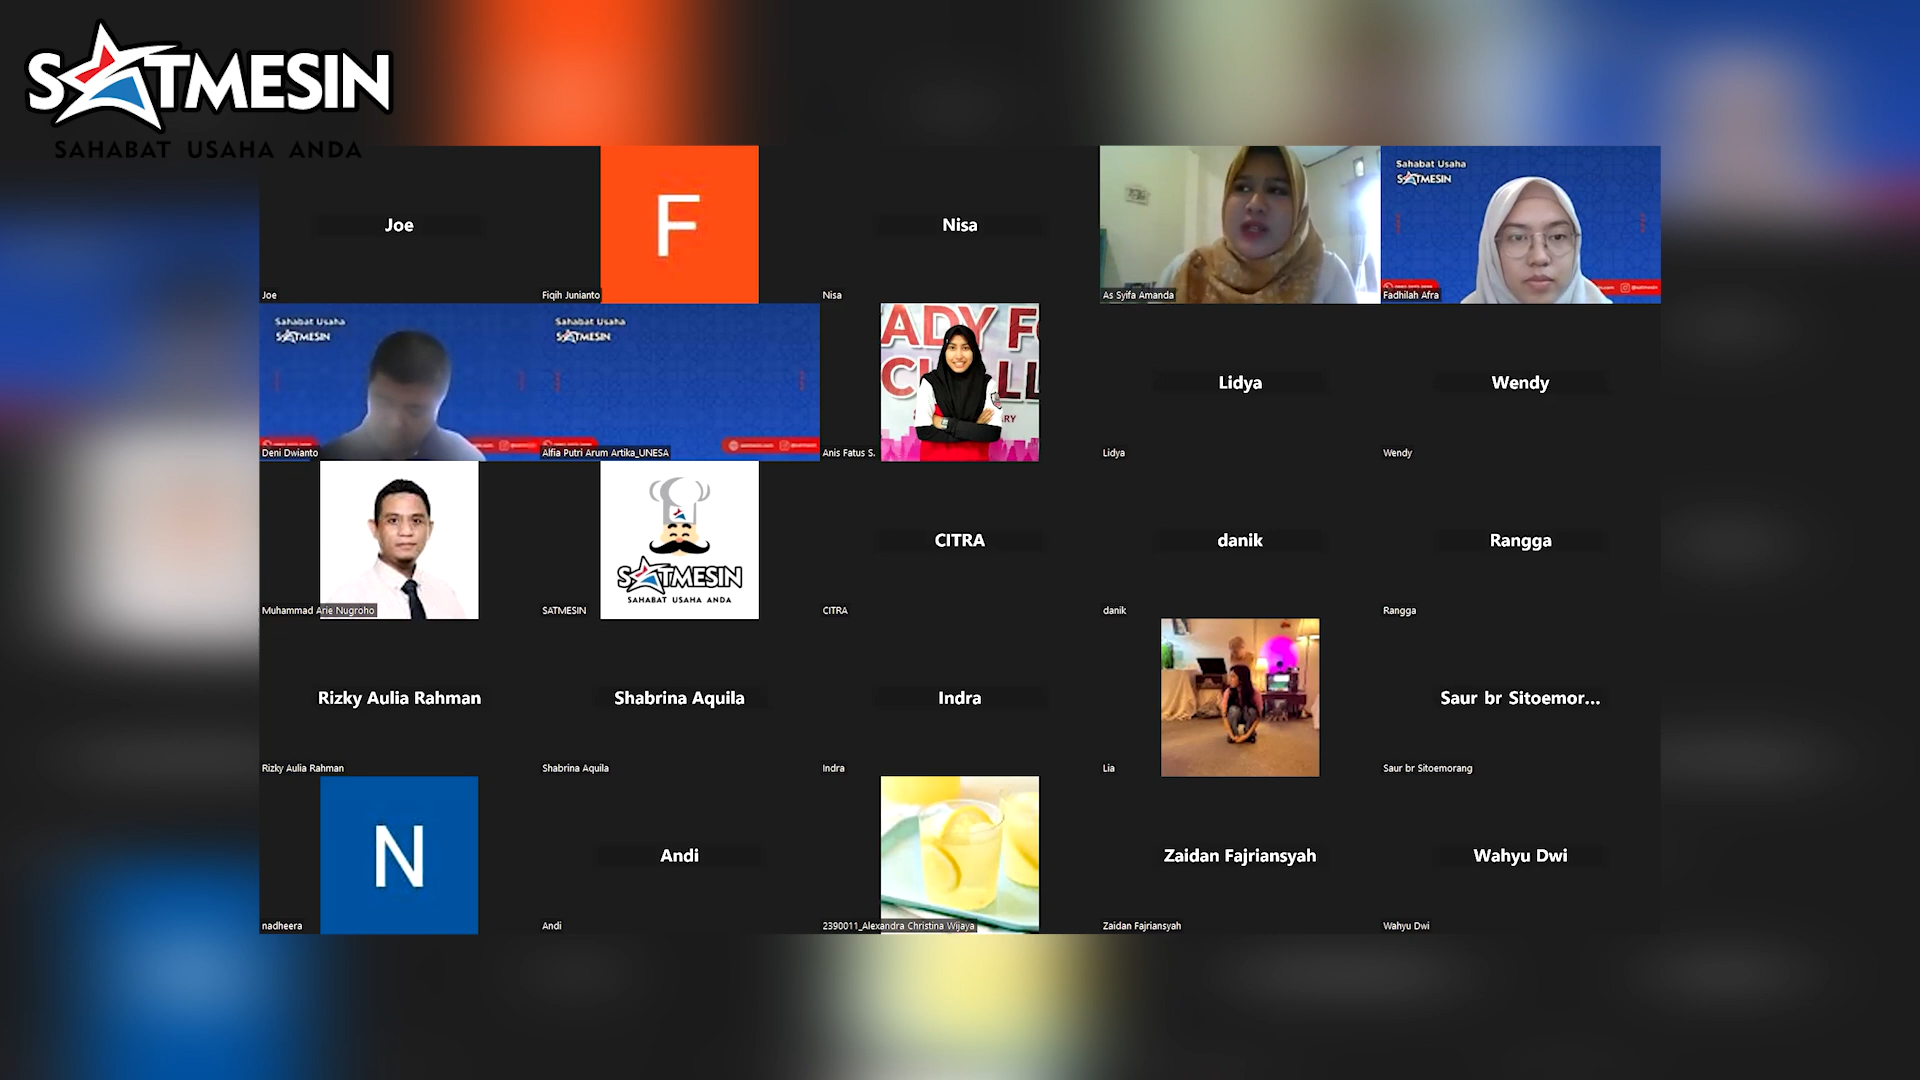 SATMESIN
SAHABAT USAHA ANDA
Joe
Joe
F
Fiqih Junianto
Nisa
Nisa
As Syifa Amanda
Sahabat Usaha
SATMESIN
Fadhilah Afra
Sahabat Usaha
SATMESIN
Deni Dwianto
Sahabat Usaha
SATMESIN
Alfia Putri Arum Artika_UNESA
ADY F
Anis Fatus S.
Lidya
Lidya
Wendy
Wendy
Muhammad Arie Nugroho
SATMESIN
SAHABAT USAHA ANDA
SATMESIN
CITRA
CITRA
danik
danik
Rangga
Rangga
Rizky Aulia Rahman
Rizky Aulia Rahman
Shabrina Aquila
Shabrina Aquila
Indra
Indra
Lia
Saur br Sitoemor...
Saur br Sitoemorang
N
nadheera
Andi
Andi
2390011_Alexandra Christina Wijaya
Zaidan Fajriansyah
Zaidan Fajriansyah
Wahyu Dwi
Wahyu Dwi